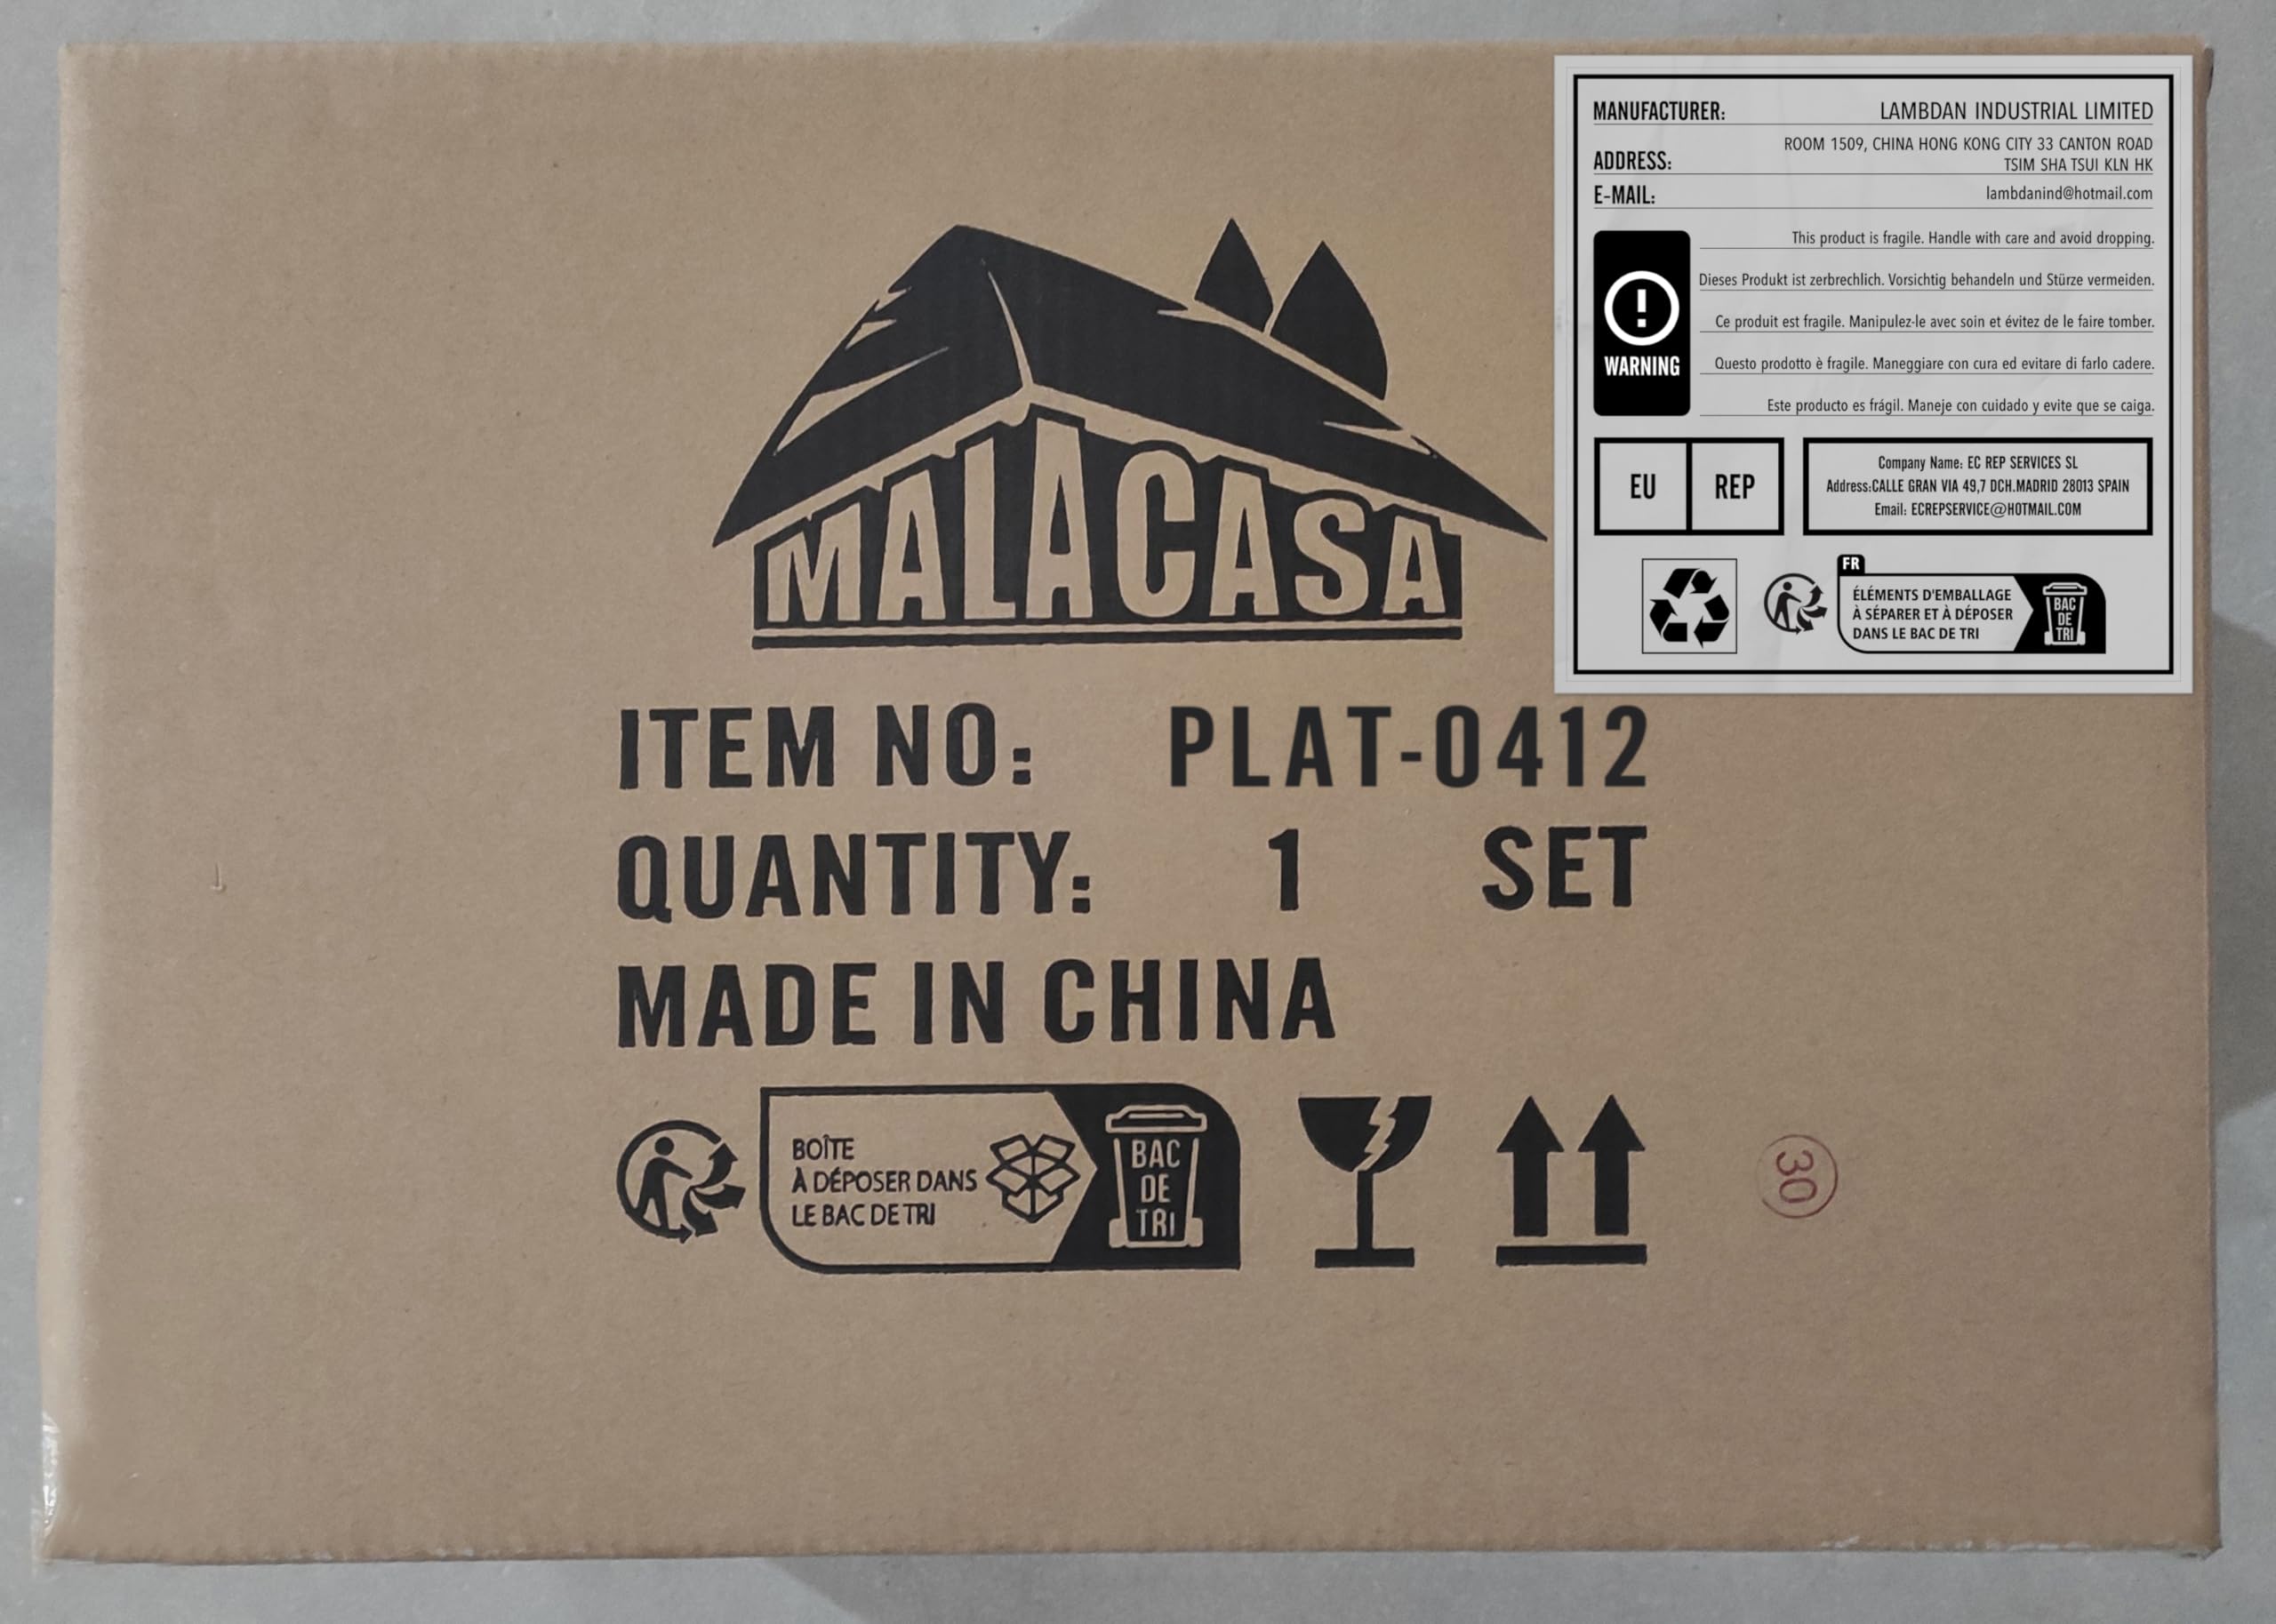 MALACASA
ITEM NO: PLAT-0412
QUANTITY: 1 SET
MADE IN CHINA
BOÎTE
À DÉPOSER DANS
LE BAC DE TRI
BAC
DE
TRI
30
MANUFACTURER: LAMBDAN INDUSTRIAL LIMITED
ADDRESS: ROOM 1509, CHINA HONG KONG CITY 33 CANTON ROAD
TSIM SHA TSUI KLN HK
E-MAIL: lambdanind@hotmail.com
WARNING
This product is fragile. Handle with care and avoid dropping.
Dieses Produkt ist zerbrechlich. Vorsichtig behandeln und Stürze vermeiden.
Ce produit est fragile. Manipulez-le avec soin et évitez de le faire tomber.
Questo prodotto è fragile. Maneggiare con cura ed evitare di farlo cadere.
Este producto es frágil. Maneje con cuidado y evite que se caiga.
EU REP
Company Name: EC REP SERVICES SL
Address:CALLE GRAN VIA 49,7 DCH.MADRID 28013 SPAIN
Email: ECREPSERVICE@HOTMAIL.COM
FR
ÉLÉMENTS D'EMBALLAGE
À SÉPARER ET À DÉPOSER
DANS LE BAC DE TRI
BAC
DE
TRI